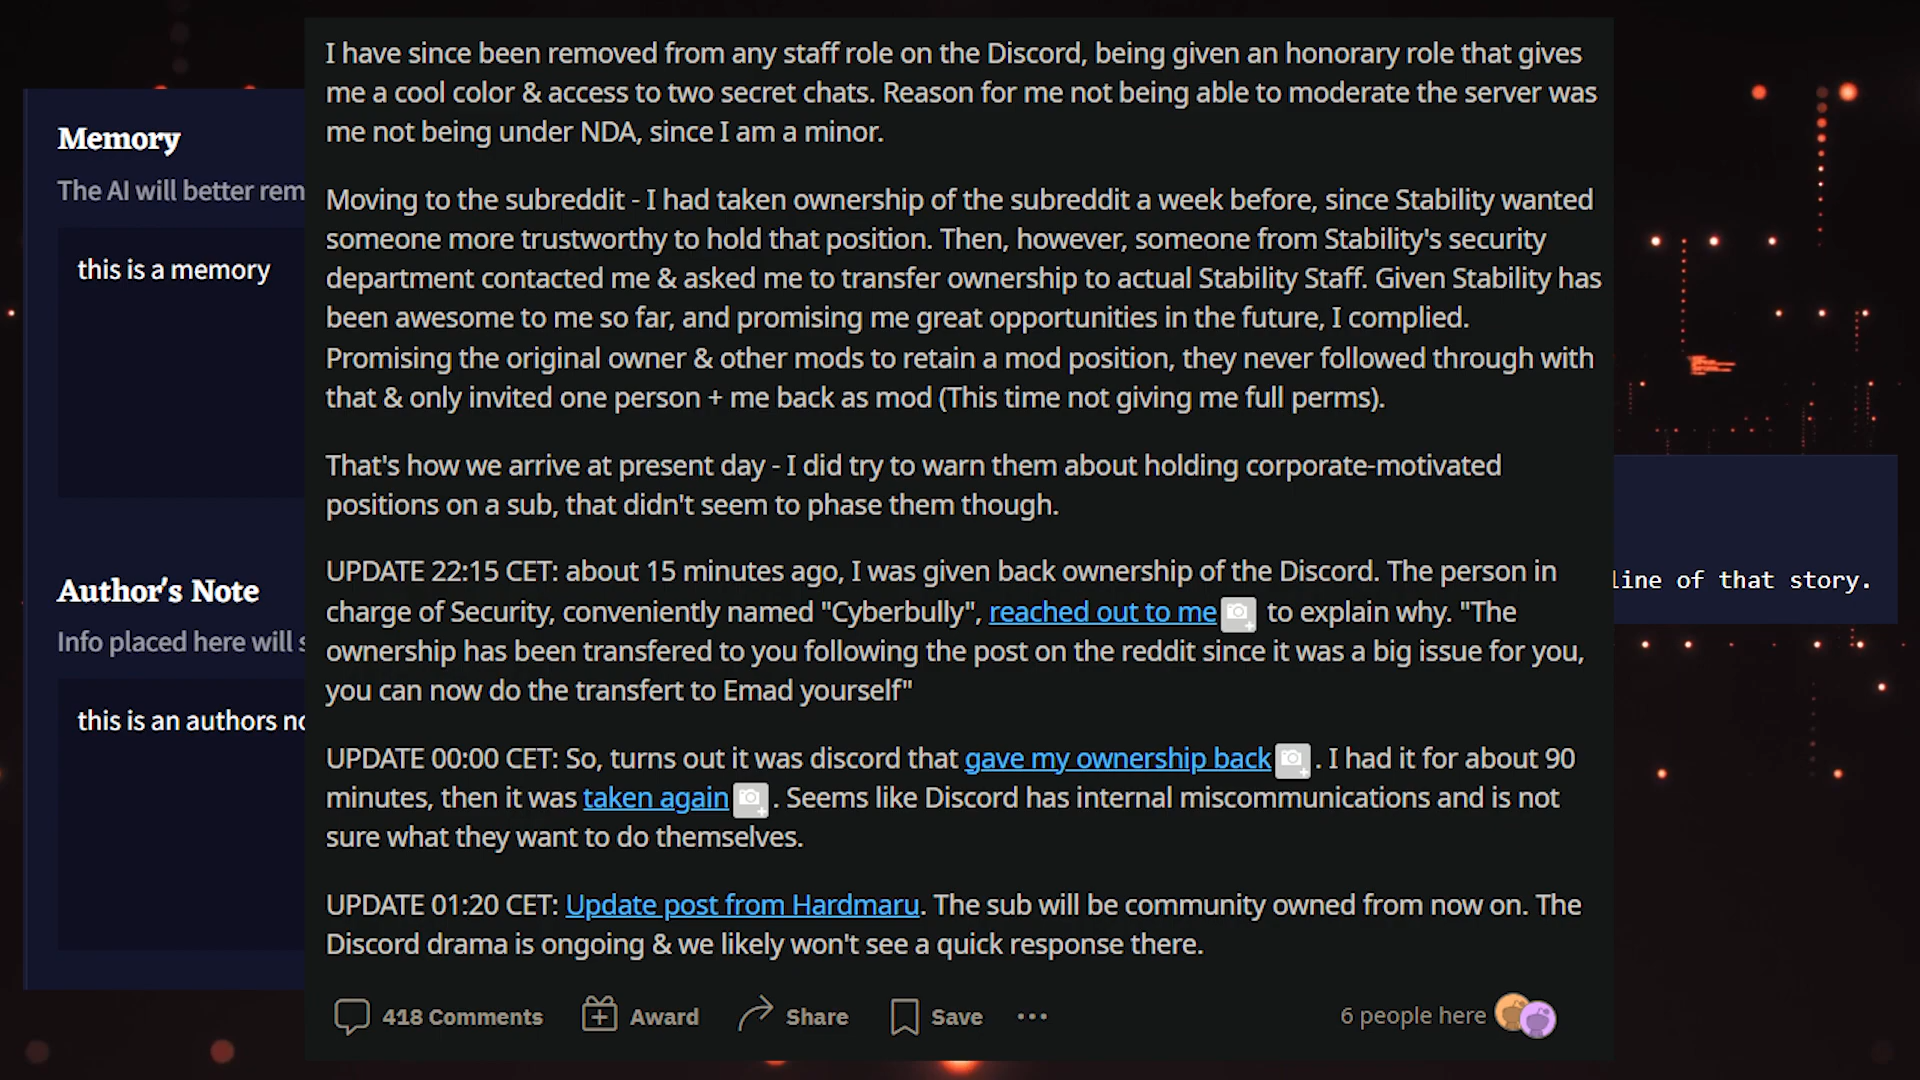 I have since been removed from any staff role on the Discord, being given an honorary role that gives
me a cool color & access to two secret chats. Reason for me not being able to moderate the server was
me not being under NDA, since I am a minor.
Moving to the subreddit - I had taken ownership of the subreddit a week before, since Stability wanted
someone more trustworthy to hold that position. Then, however, someone from Stability's security
department contacted me & asked me to transfer ownership to actual Stability Staff. Given Stability has
been awesome to me so far, and promising me great opportunities in the future, I complied.
Promising the original owner & other mods to retain a mod position, they never followed through with
that & only invited one person + me back as mod (This time not giving me full perms).
That's how we arrive at present day - I did try to warn them about holding corporate-motivated
positions on a sub, that didn't seem to phase them though.
UPDATE 22:15 CET: about 15 minutes ago, I was given back ownership of the Discord. The person in
charge of Security, conveniently named "Cyberbully", reached out to me to explain why. "The
ownership has been transfered to you following the post on the reddit since it was a big issue for you,
you can now do the transfert to Emad yourself"
UPDATE 00:00 CET: So, turns out it was discord that gave my ownership back . I had it for about 90
minutes, then it was taken again . Seems like Discord has internal miscommunications and is not
sure what they want to do themselves.
UPDATE 01:20 CET: Update post from Hardmaru. The sub will be community owned from now on. The
Discord drama is ongoing & we likely won't see a quick response there.
418 Comments Award Share Save ...
6 people here
Memory
The AI will better rem
this is a memory
Author's Note
Info placed here will
this is an authors
line of that story.